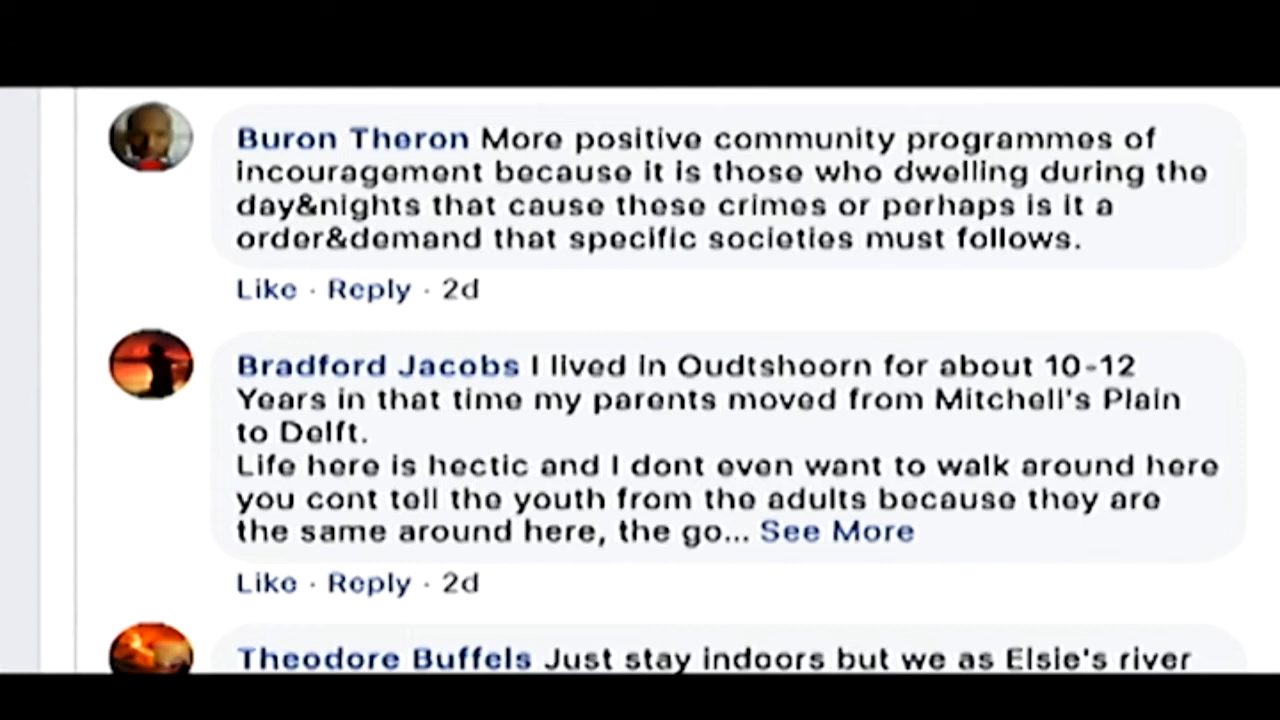 Buron Theron More positive community programmes of
incouragement because it is those who dwelling during the
day&nights that cause these crimes or perhaps is it a
order&demand that specific societies must follows.
Like · Reply · 2d
Bradford Jacobs I lived in Oudtshoorn for about 10-12
Years in that time my parents moved from Mitchell's Plain
to Delft.
Life here is hectic and I dont even want to walk around here
you cont tell the youth from the adults because they are
the same around here, the go... See More
Like · Reply · 2d
Theodore Buffels Just stay indoors but we as Elsie's river